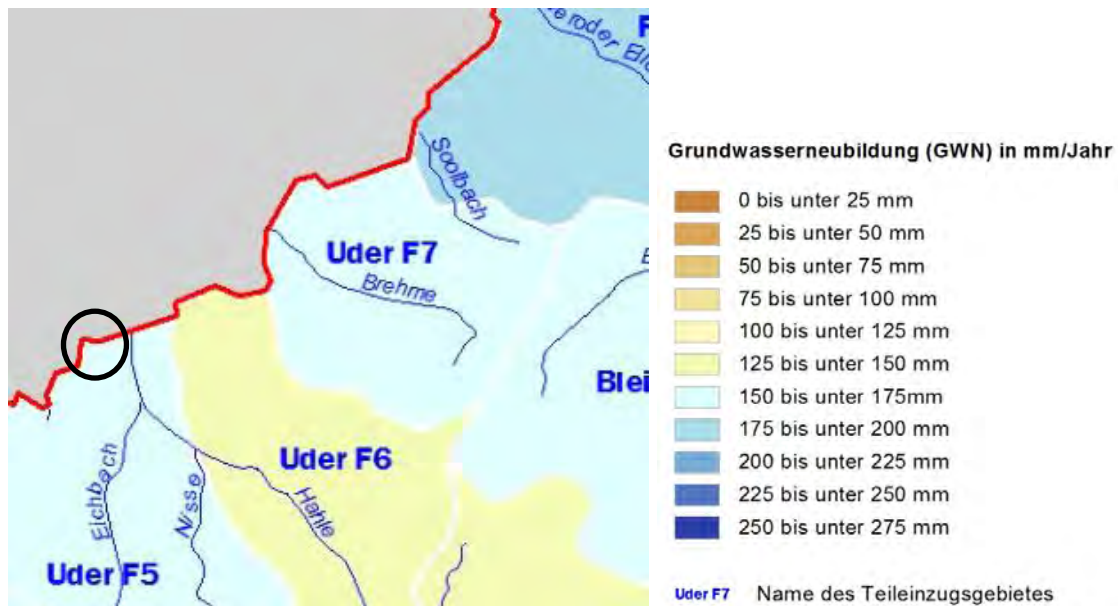 eroder Elle
F
Soolbach
Uder F7
Brehme
E
Blei
Uder F6
Eichbach
Nisse
Hahle
Uder F5
Grundwasserneubildung (GWN) in mm/Jahr
0 bis unter 25 mm
25 bis unter 50 mm
50 bis unter 75 mm
75 bis unter 100 mm
100 bis unter 125 mm
125 bis unter 150 mm
150 bis unter 175mm
175 bis unter 200 mm
200 bis unter 225 mm
225 bis unter 250 mm
250 bis unter 275 mm
Uder F7 Name des Teileinzugsgebietes